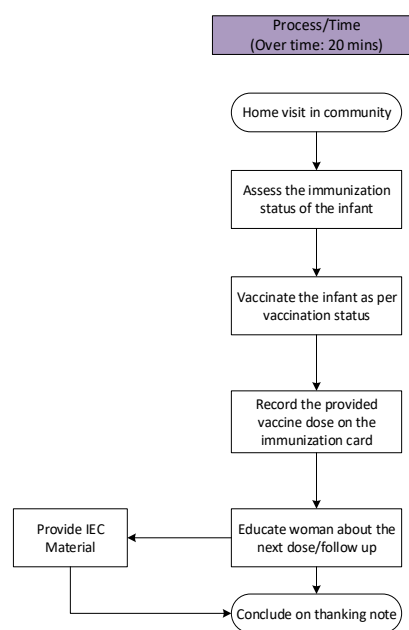 Process/Time
(Over time: 20 mins)
Home visit in community
Assess the immunization
status of the infant
Vaccinate the infant as per
vaccination status
Record the provided
vaccine dose on the
immunization card
Provide IEC
Material
Educate woman about the
next dose/follow up
Conclude on thanking note